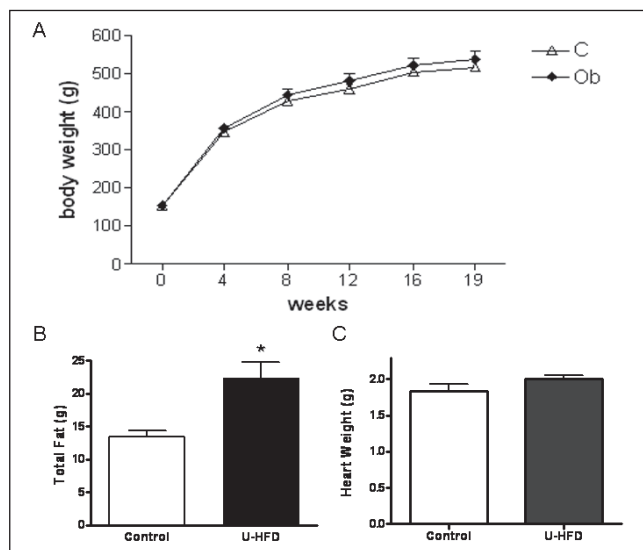 A
600
500
400
300
200
100
0
body weight (g)
0 4 8 12 16 19
weeks
C
Ob
B
25
20
15
10
5
0
Total Fat (g)
*
Control U-HFD
C
2.0
1.5
1.0
0.5
0.0
Heart Weight (g)
Control U-HFD